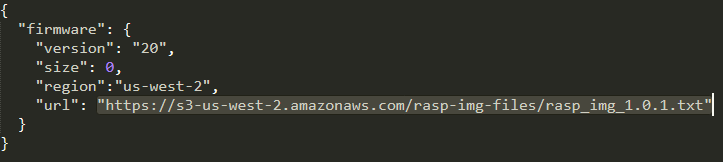 {
  "firmware": {
    "version": "20",
    "size": 0,
    "region":"us-west-2",
    "url": "https://s3-us-west-2.amazonaws.com/rasp-img-files/rasp_img_1.0.1.txt"
  }
}